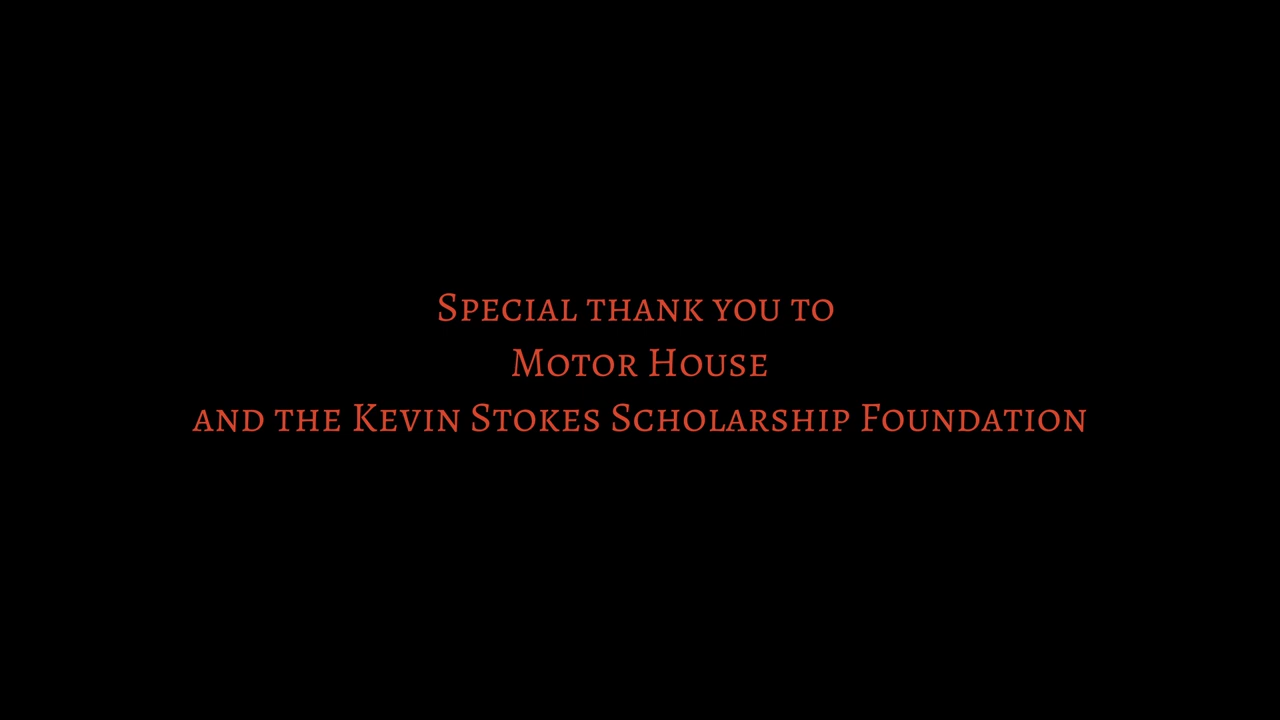 Special thank you to
Motor House
and the Kevin Stokes Scholarship Foundation